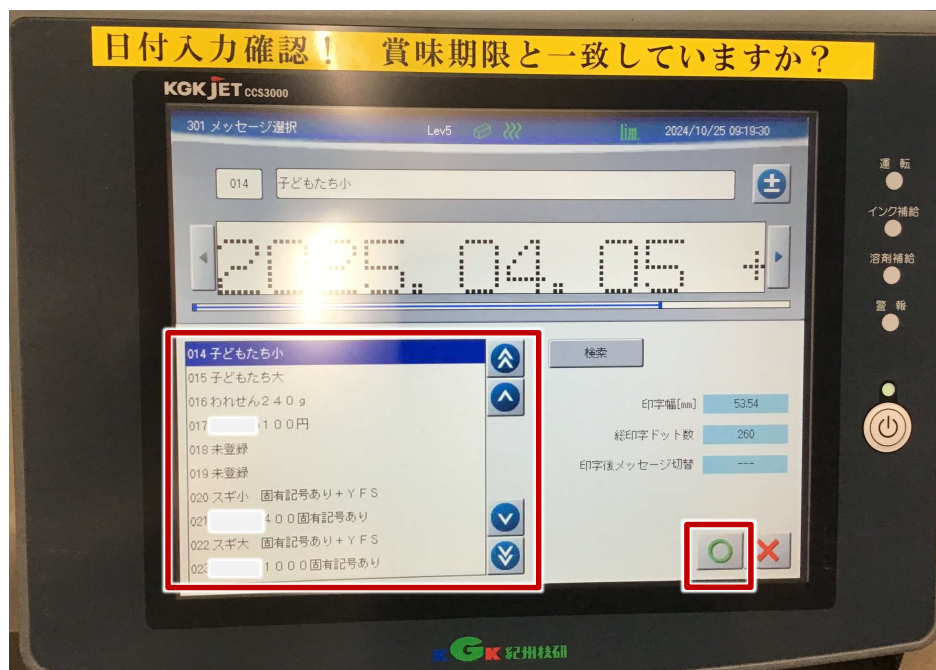 日付入力確認！　賞味期限と一致していますか？
KGK JET CCS3000
301 メッセージ選択 Lev5 lim. 2024/10/25 09:19:30
014 子どもたち小
2025.04.05 +
014 子どもたち小
015 子どもたち大
016 われせん２４０ｇ
017 １００円
018 未登録
019 未登録
020 スギ小　固有記号あり＋ＹＦＳ
021 ４００固有記号あり
022 スギ大　固有記号あり＋ＹＦＳ
023 １０００固有記号あり
検索
印字幅[mm] 53.54
総印字ドット数 260
印字後メッセージ切替 ---
運転
インク補給
溶剤補給
警報
KGK 紀州技研